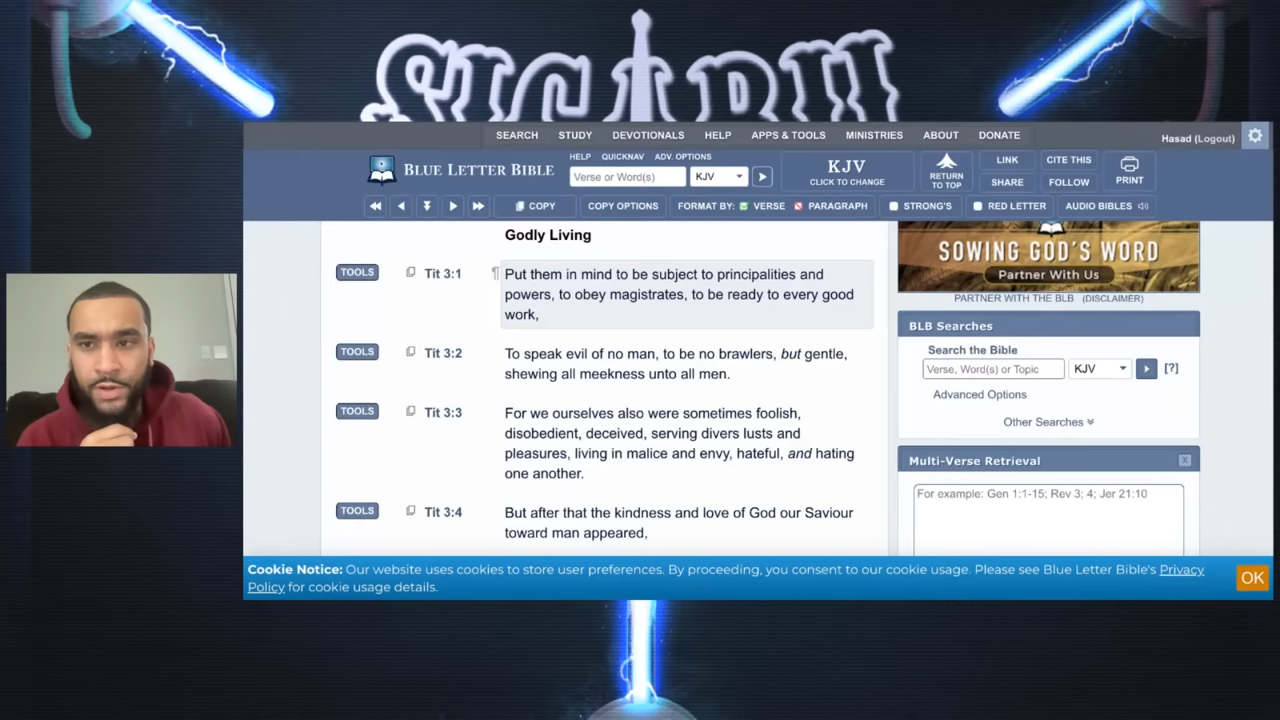 SICARII
SEARCH STUDY DEVOTIONALS HELP APPS & TOOLS MINISTRIES ABOUT DONATE
Hasad (Logout)
BLUE LETTER BIBLE
HELP QUICKNAV ADV. OPTIONS
Verse or Word(s) KJV
KJV
CLICK TO CHANGE
RETURN
TO TOP
LINK CITE THIS
SHARE FOLLOW
PRINT
COPY COPY OPTIONS FORMAT BY: VERSE PARAGRAPH STRONG'S RED LETTER AUDIO BIBLES
Godly Living
TOOLS Tit 3:1 ¶ Put them in mind to be subject to principalities and
powers, to obey magistrates, to be ready to every good
work,
TOOLS Tit 3:2 To speak evil of no man, to be no brawlers, but gentle,
shewing all meekness unto all men.
TOOLS Tit 3:3 For we ourselves also were sometimes foolish,
disobedient, deceived, serving divers lusts and
pleasures, living in malice and envy, hateful, and hating
one another.
TOOLS Tit 3:4 But after that the kindness and love of God our Saviour
toward man appeared,
SOWING GOD'S WORD
Partner With Us
PARTNER WITH THE BLB (DISCLAIMER)
BLB Searches
Search the Bible
Verse, Word(s) or Topic KJV [?]
Advanced Options
Other Searches
Multi-Verse Retrieval
For example: Gen 1:1-15; Rev 3; 4; Jer 21:10
Cookie Notice: Our website uses cookies to store user preferences. By proceeding, you consent to our cookie usage. Please see Blue Letter Bible's Privacy
Policy for cookie usage details.
OK